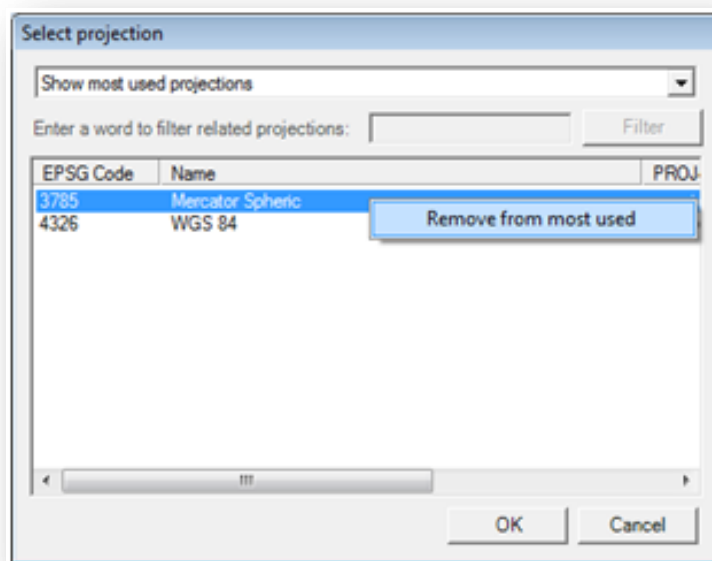 Select projection
Show most used projections
Enter a word to filter related projections: Filter
EPSG Code Name PROJ-
3785 Mercator Spheric
Remove from most used
4326 WGS 84
OK Cancel